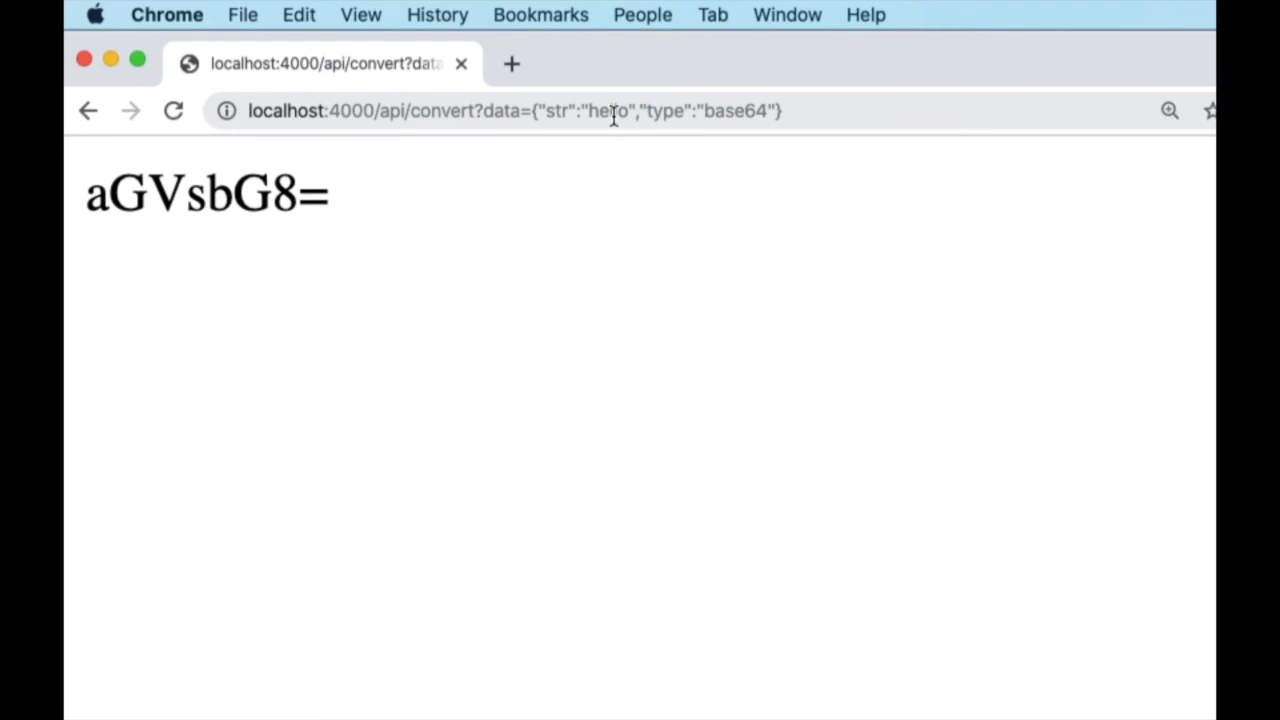 Chrome File Edit View History Bookmarks People Tab Window Help
localhost:4000/api/convert?data
localhost:4000/api/convert?data={"str":"hero","type":"base64"}
aGVsbG8=